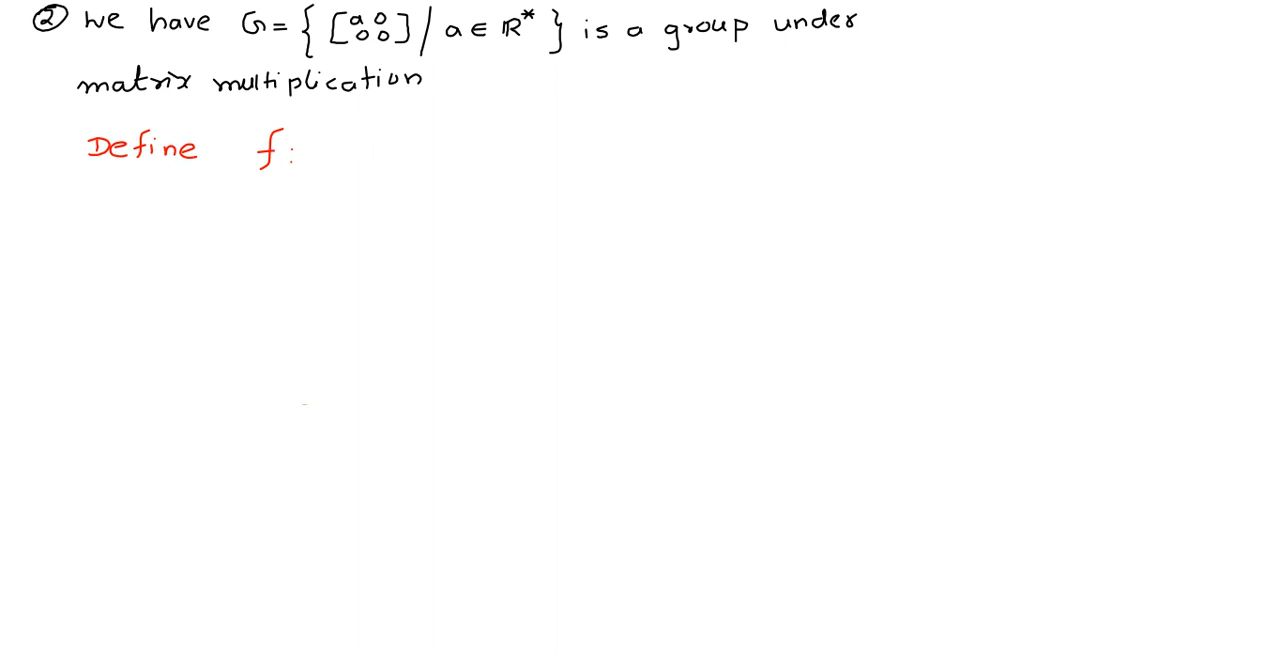 ② we have G = { [a 0 0 0] / a ∈ ℝ* } is a group under
matrix multiplication
Define f: